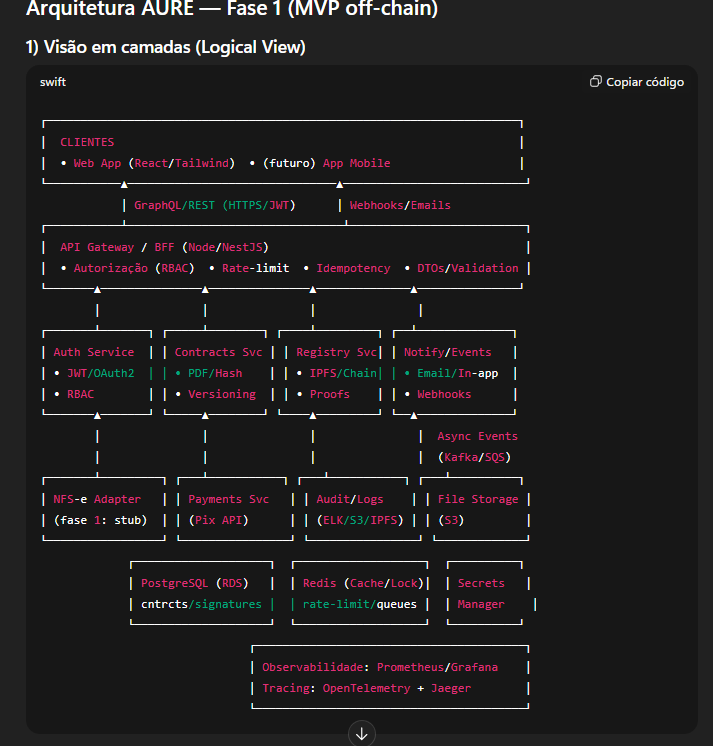 Arquitetura AURE — Fase 1 (MVP off-chain)
1) Visão em camadas (Logical View)
swift
Copiar código
CLIENTES
• Web App (React/Tailwind) • (futuro) App Mobile
GraphQL/REST (HTTPS/JWT) Webhooks/Emails
API Gateway / BFF (Node/NestJS)
• Autorização (RBAC) • Rate-limit • Idempotency • DTOs/Validation
Auth Service Contracts Svc Registry Svc Notify/Events
• JWT/OAuth2 • PDF/Hash • IPFS/Chain • Email/In-app
• RBAC • Versioning • Proofs • Webhooks
Async Events
(Kafka/SQS)
NFS-e Adapter Payments Svc Audit/Logs File Storage
(fase 1: stub) (Pix API) (ELK/S3/IPFS) (S3)
PostgreSQL (RDS) Redis (Cache/Lock) Secrets
cntrcts/signatures rate-limit/queues Manager
Observabilidade: Prometheus/Grafana
Tracing: OpenTelemetry + Jaeger